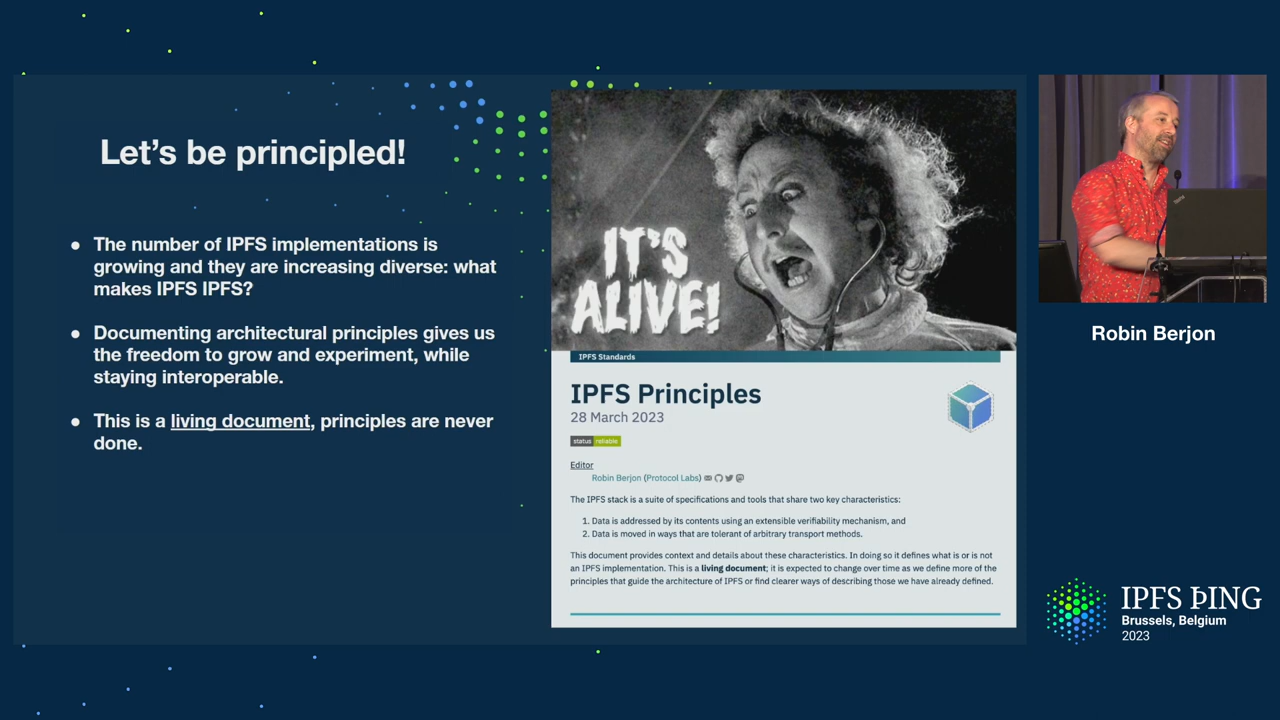 Let's be principled!
● The number of IPFS implementations is
growing and they are increasing diverse: what
makes IPFS IPFS?
● Documenting architectural principles gives us
the freedom to grow and experiment, while
staying interoperable.
● This is a living document, principles are never
done.
IT'S
ALIVE!
IPFS Standards
IPFS Principles
28 March 2023
status reliable
Editor
Robin Berjon (Protocol Labs)
The IPFS stack is a suite of specifications and tools that share two key characteristics:
1. Data is addressed by its contents using an extensible verifiability mechanism, and
2. Data is moved in ways that are tolerant of arbitrary transport methods.
This document provides context and details about these characteristics. In doing so it defines what is or is not
an IPFS implementation. This is a living document; it is expected to change over time as we define more of the
principles that guide the architecture of IPFS or find clearer ways of describing those we have already defined.
Robin Berjon
IPFS ÞING
Brussels, Belgium
2023